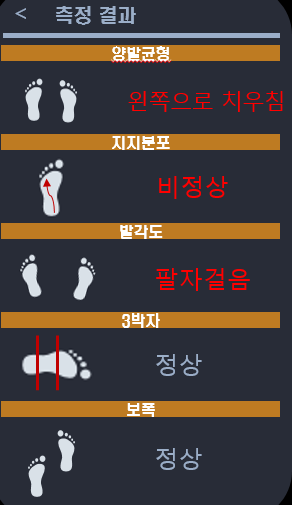 < 측정 결과
양발균형
왼쪽으로 치우침
지지분포
비정상
발각도
팔자걸음
3박자
정상
보폭
정상